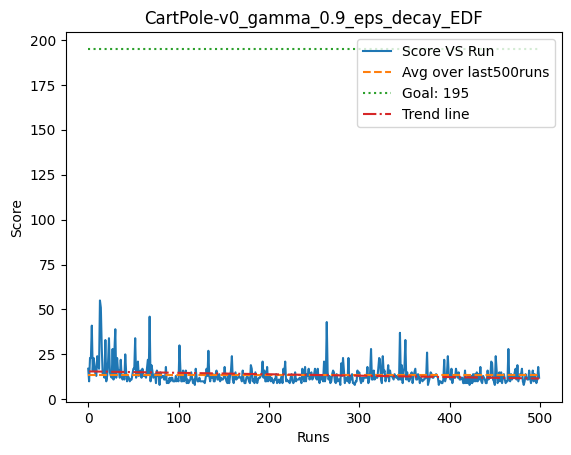 CartPole-v0_gamma_0.9_eps_decay_EDF
Score VS Run
Avg over last500runs
Goal: 195
Trend line
Score
200
175
150
125
100
75
50
25
0
0 100 200 300 400 500
Runs